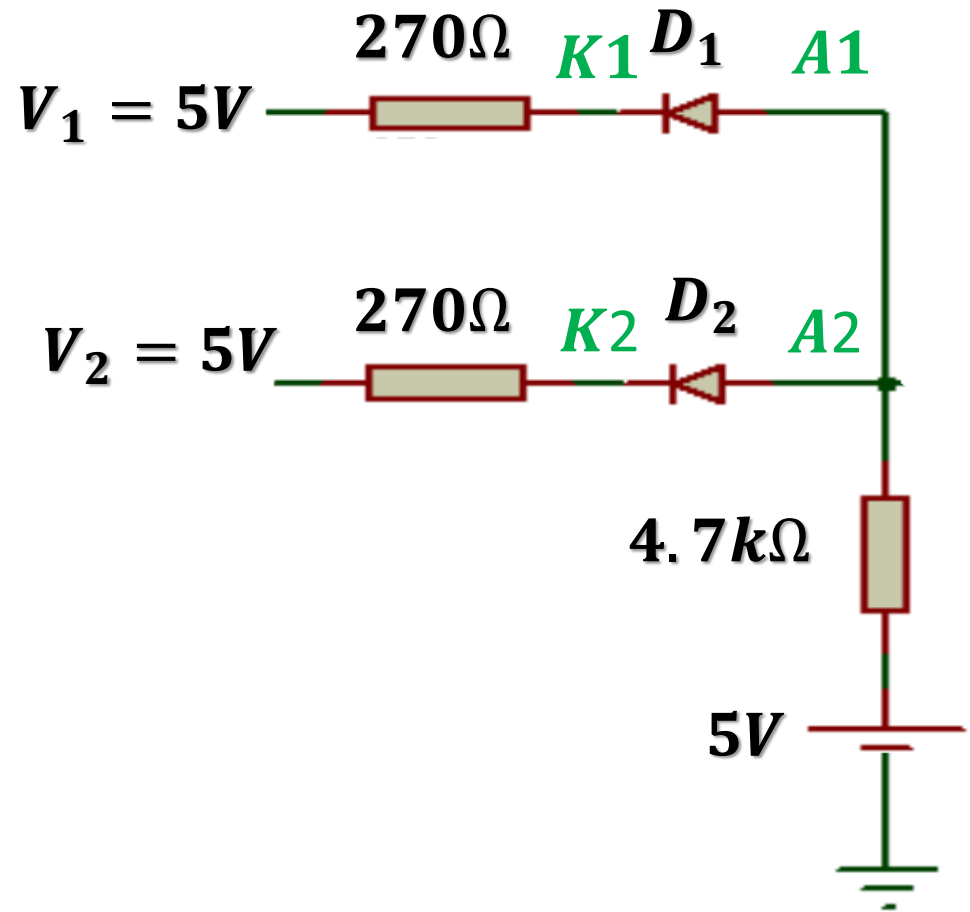 270Ω K1 D₁ A1
V₁ = 5V
270Ω K2 D₂ A2
V₂ = 5V
4.7kΩ
5V